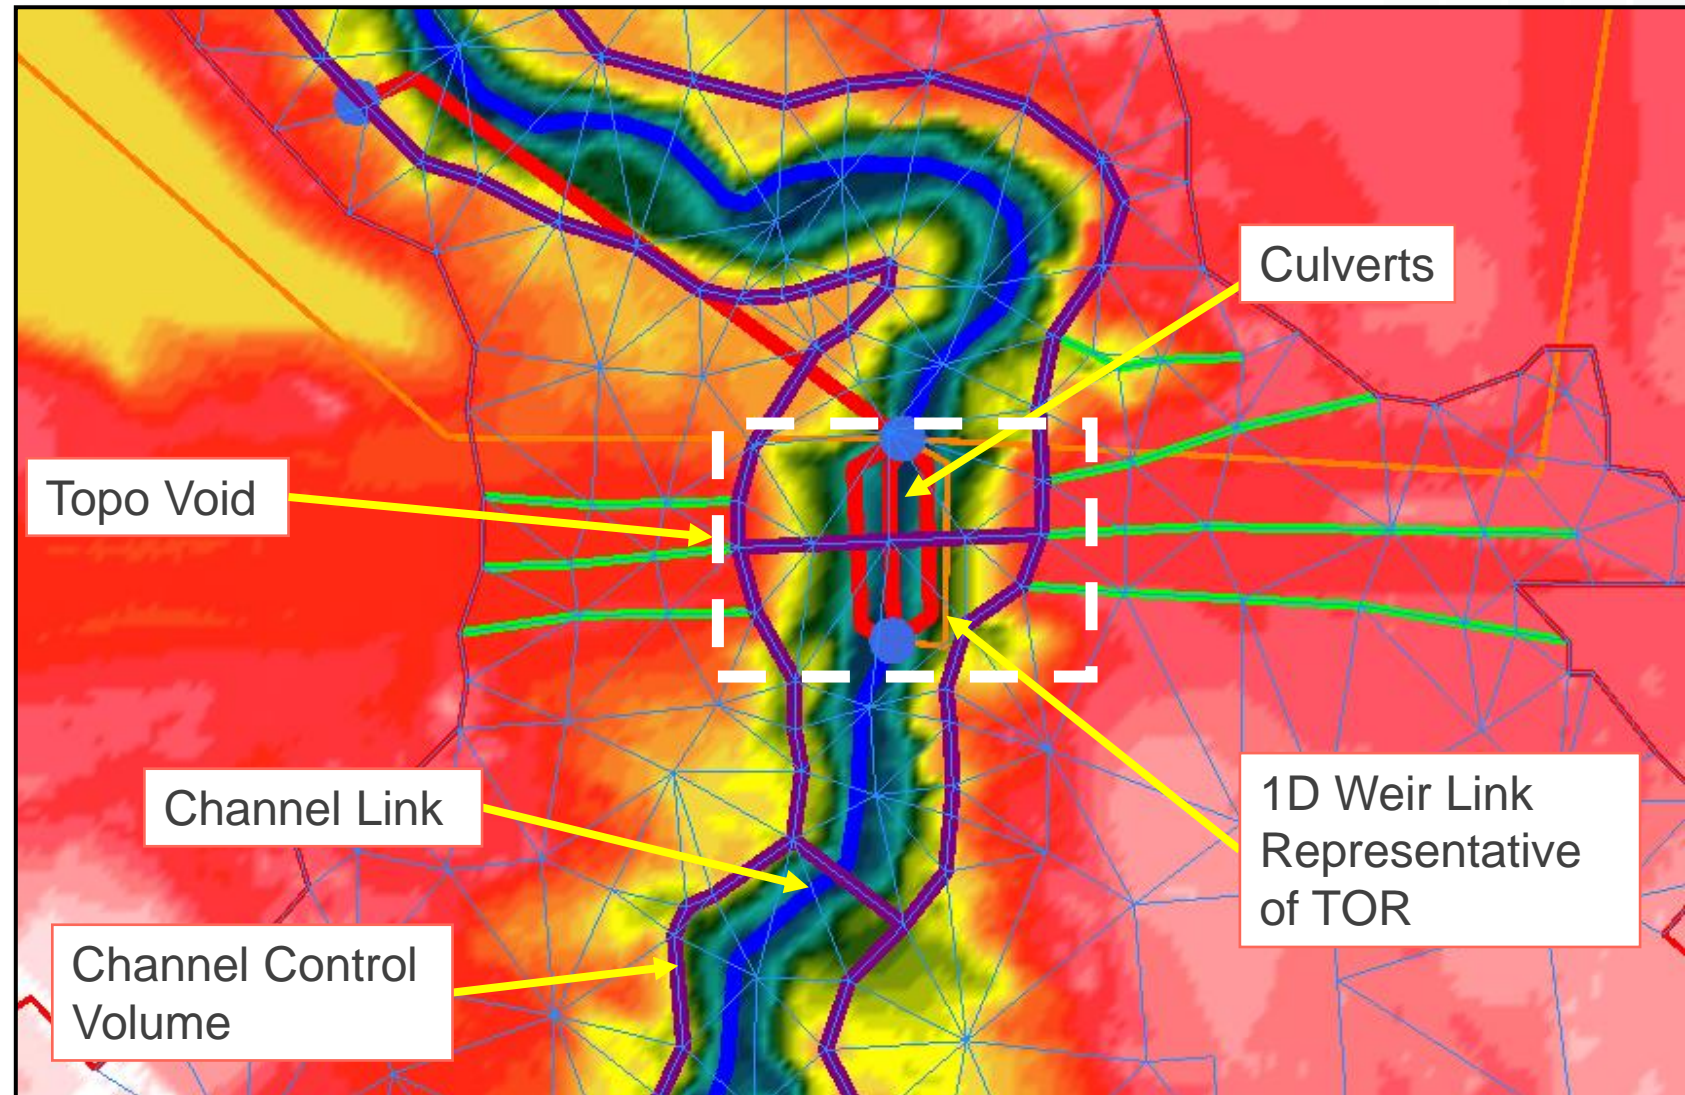 Culverts
Topo Void
Channel Link
1D Weir Link
Representative
of TOR
Channel Control
Volume